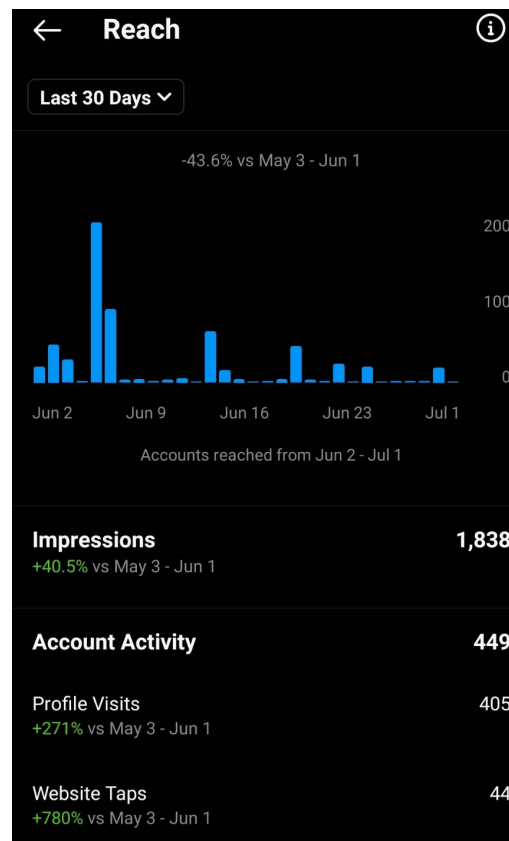 Reach
Last 30 Days
-43.6% vs May 3 - Jun 1
200
100
0
Jun 2 Jun 9 Jun 16 Jun 23 Jul 1
Accounts reached from Jun 2 - Jul 1
Impressions 1,838
+40.5% vs May 3 - Jun 1
Account Activity 449
Profile Visits 405
+271% vs May 3 - Jun 1
Website Taps 44
+780% vs May 3 - Jun 1